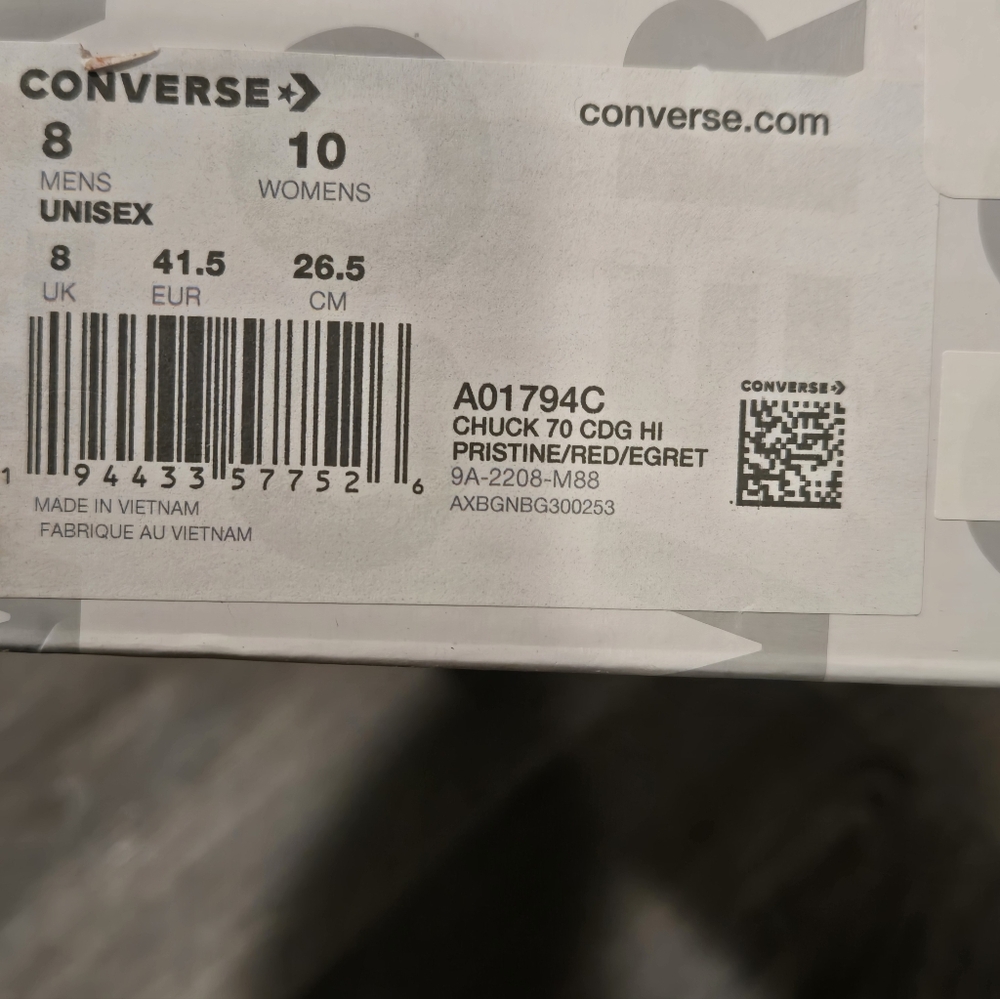 CONVERSE
converse.com
8 10
MENS WOMENS
UNISEX
8 41.5 26.5
UK EUR CM
1 94433 57752 6
MADE IN VIETNAM
FABRIQUE AU VIETNAM
A01794C
CHUCK 70 CDG HI
PRISTINE/RED/EGRET
9A-2208-M88
AXBGNBG300253
CONVERSE